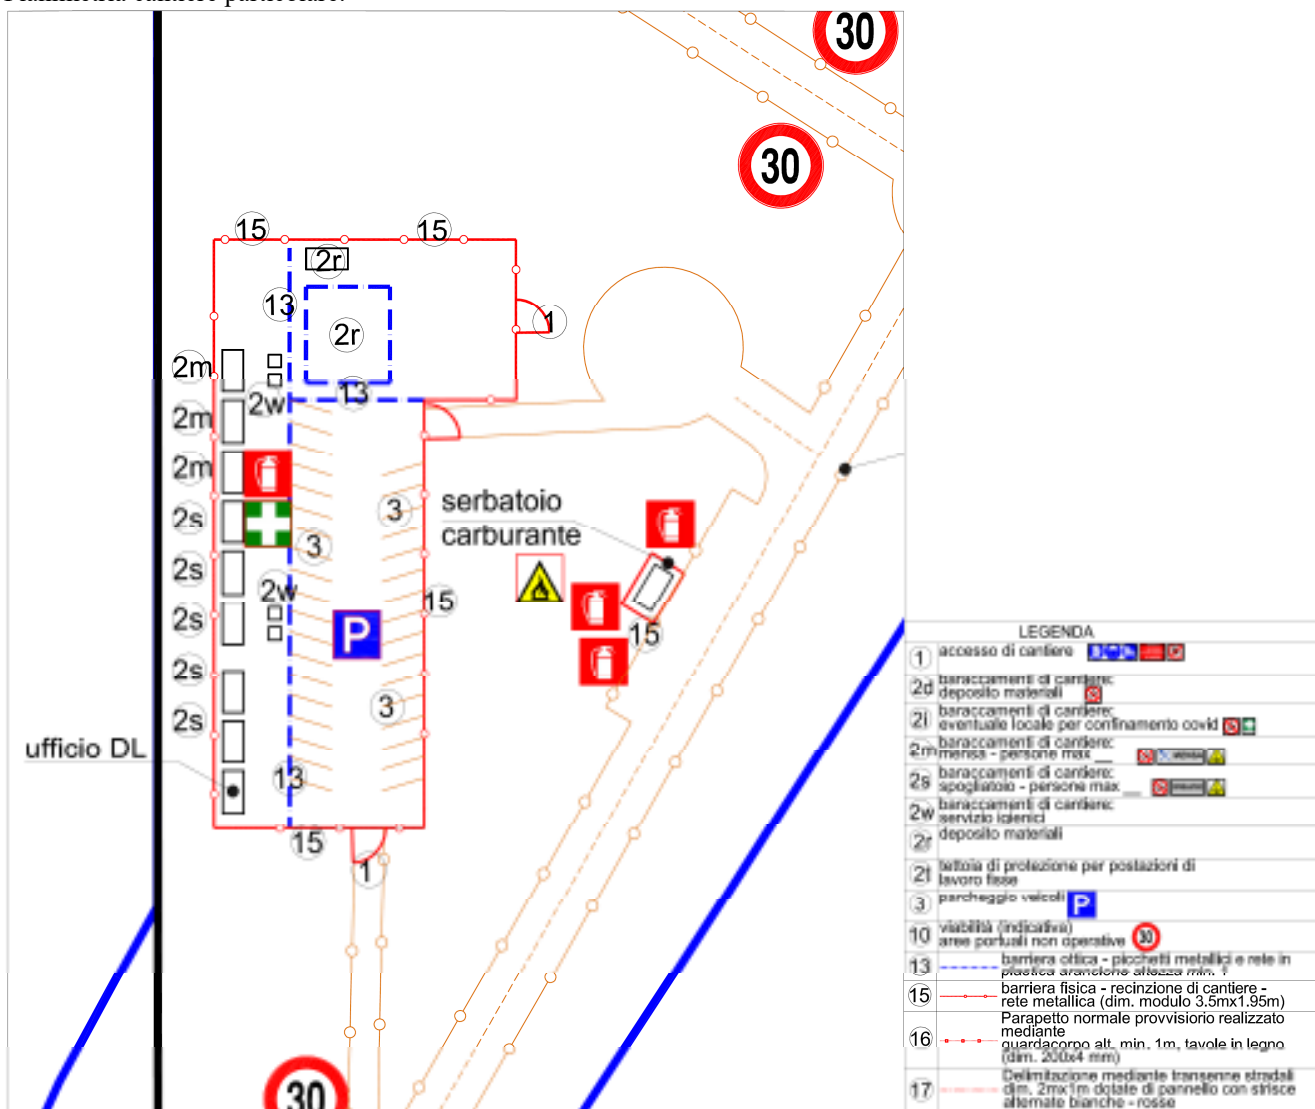 30
30
15
15
2r
13
2r
1
2m
13
2w
2m
2m
3
serbatoio
carburante
2s
3
2s
2w
15
2s
P
15
2s
3
2s
ufficio DL
13
15
1
30
LEGENDA
1 accesso di cantiere
2d baraccamenti di cantiere:
deposito materiali
2i baraccamenti di cantiere:
eventuale locale per confinamento covid
2m baraccamenti di cantiere:
mensa - persone max __
2s baraccamenti di cantiere:
spogliatoio - persone max __
2w baraccamenti di cantiere:
servizio igienici
2r deposito materiali
2t tettoia di protezione per postazioni di
lavoro fisse
3 parcheggio veicoli P
10 viabilità (indicativa)
aree portuali non operative 30
13 barriera ottica - picchetti metallici e rete in
plastica arancione altezza min. 1
15 barriera fisica - recinzione di cantiere -
rete metallica (dim. modulo 3.5mx1.95m)
16 Parapetto normale provvisiorio realizzato
mediante
guardacorpo alt. min. 1m, tavole in legno
(dim. 200x4 mm)
17 Delimitazione mediante transenne stradali
dim. 2mx1m dotate di pannello con strisce
alternate bianche - rosse